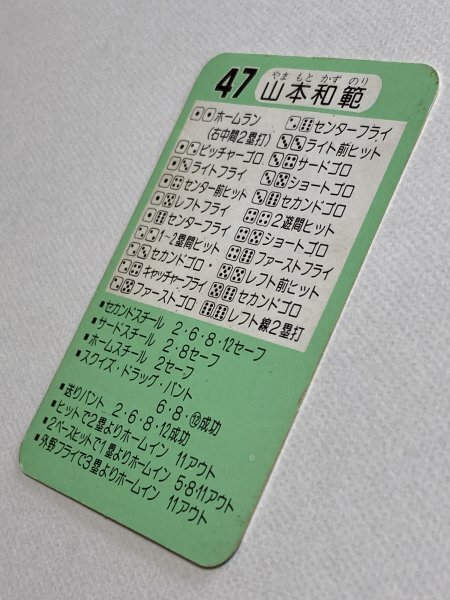 47
やま もと かず のり
山本和範
⚀⚀ホームラン
(右中間2塁打)
⚀⚁ピッチャーゴロ
⚀⚂ライトフライ
⚀⚃センター前ヒット
⚀⚄レフトフライ
⚀⚅センターフライ
⚁⚁1-2塁間ヒット
⚁⚂セカンドゴロ
⚁⚃キャッチャーフライ
⚁⚄ファーストゴロ
⚁⚅センターフライ
⚂⚂ライト前ヒット
⚂⚃サードゴロ
⚂⚄ショートゴロ
⚂⚅セカンドゴロ
⚃⚃2遊間ヒット
⚃⚄ショートゴロ
⚃⚅ファーストフライ
⚄⚄レフト前ヒット
⚄⚅セカンドゴロ
⚅⚅レフト線2塁打
■セカンドスチール 2・6・8・12セーフ
■サードスチール 2・8セーフ
■ホームスチール 2セーフ
■スクイズ・ドラッグ・バント
6・8・⑩成功
■送りバント 2・6・8・12成功
■ヒットで2塁よりホームイン 11アウト
■2ベースヒットで1塁よりホームイン 5・8・11アウト
■外野フライで3塁よりホームイン 11アウト